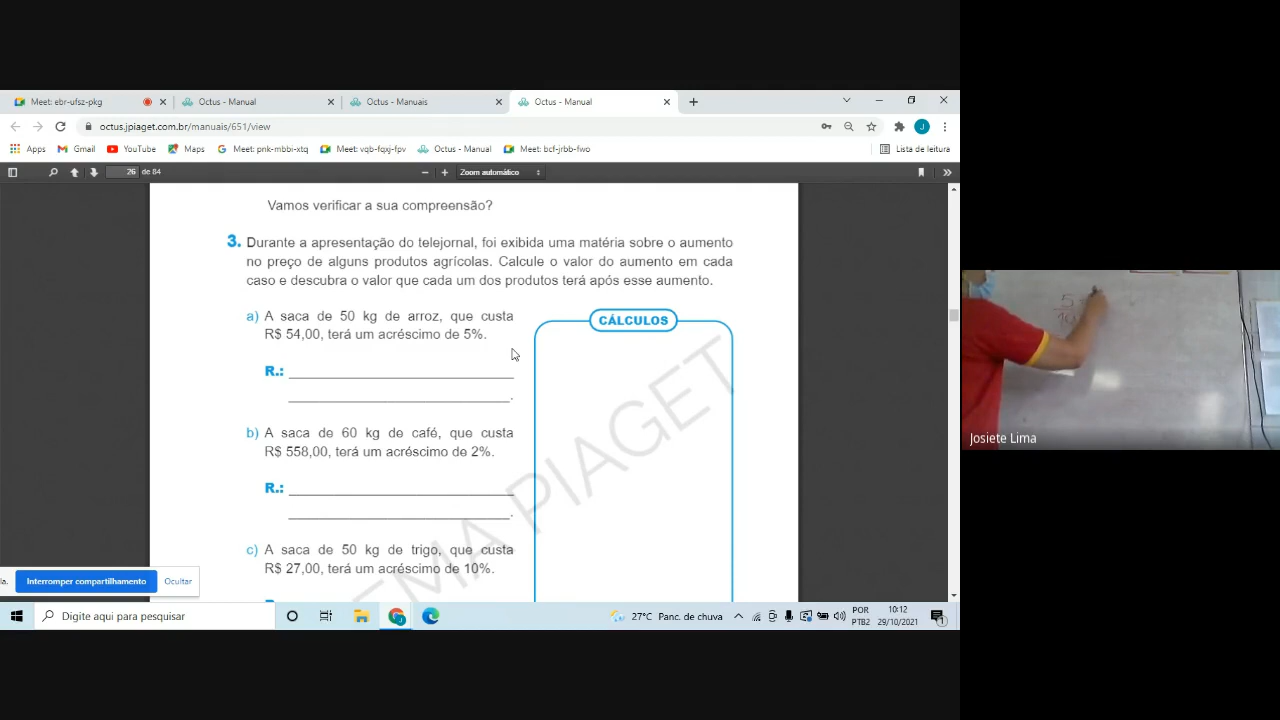 Meet: ebr-ufsz-pkg
Octus - Manual
Octus - Manuais
Octus - Manual
octus.jpiaget.com.br/manuais/651/view
Apps
Gmail
YouTube
Maps
Meet: pnk-mbbi-xtq
Meet: vqb-fqxj-fpv
Octus - Manual
Meet: bcf-jrbb-fwo
Lista de leitura
26 de 84
Zoom automático
Vamos verificar a sua compreensão?
3. Durante a apresentação do telejornal, foi exibida uma matéria sobre o aumento
no preço de alguns produtos agrícolas. Calcule o valor do aumento em cada
caso e descubra o valor que cada um dos produtos terá após esse aumento.
a) A saca de 50 kg de arroz, que custa
R$ 54,00, terá um acréscimo de 5%.
R.:
b) A saca de 60 kg de café, que custa
R$ 558,00, terá um acréscimo de 2%.
R.:
c) A saca de 50 kg de trigo, que custa
R$ 27,00, terá um acréscimo de 10%.
CÁLCULOS
EMA PIAGET
la.
Interromper compartilhamento
Ocultar
Digite aqui para pesquisar
27°C Panc. de chuva
POR
PTB2
10:12
29/10/2021
1
5
Josiete Lima